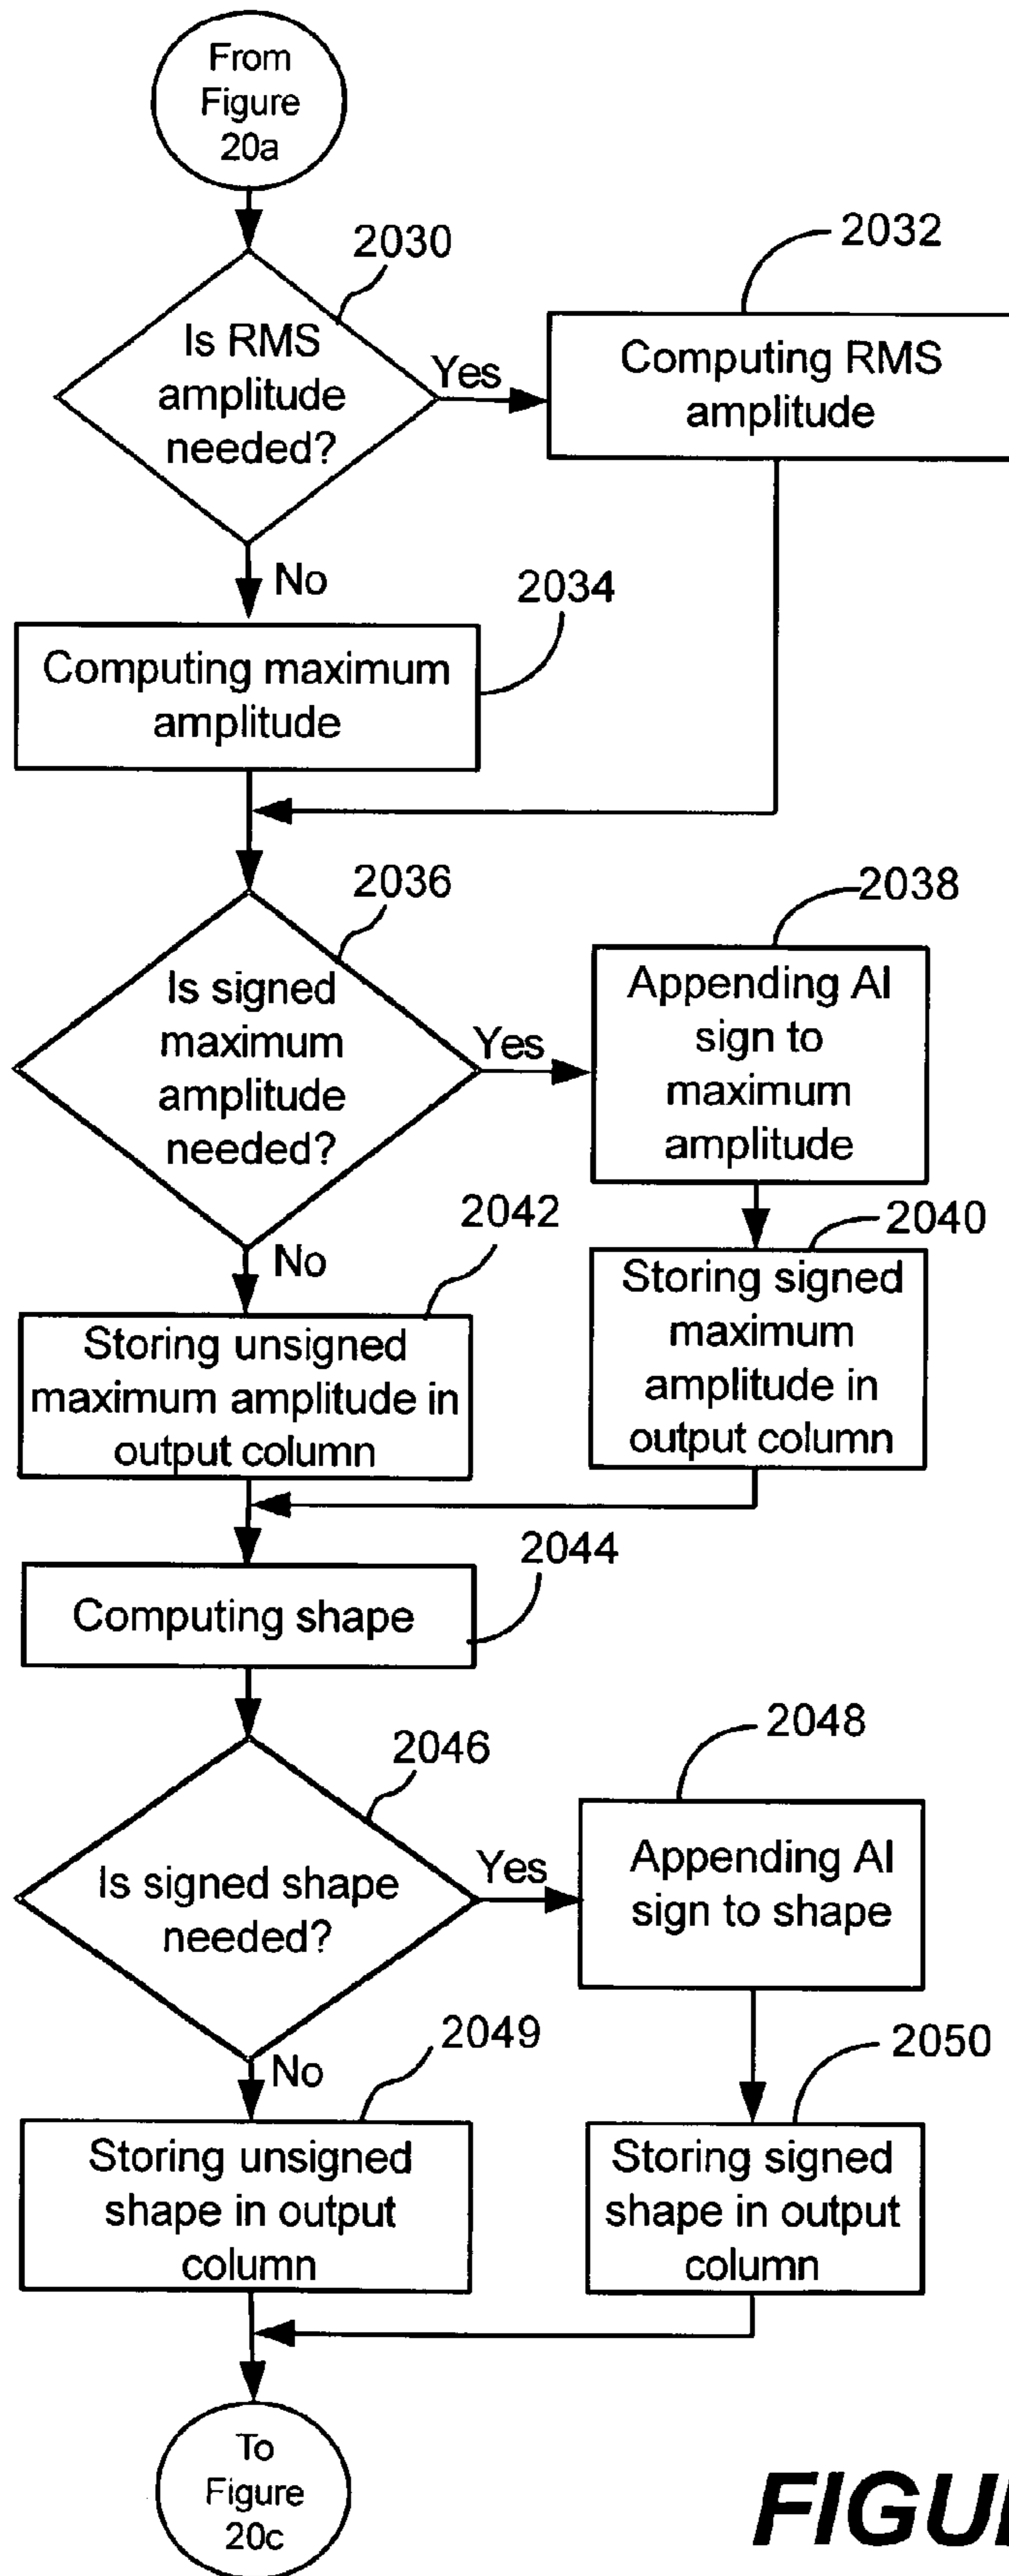 From
Figure
20a
2030
2032
Is RMS
amplitude
needed?
Yes
Computing RMS
amplitude
No
2034
Computing maximum
amplitude
2036
2038
Is signed
maximum
amplitude
needed?
Yes
Appending AI
sign to
maximum
amplitude
2042
2040
No
Storing unsigned
maximum amplitude in
output column
Storing signed
maximum
amplitude in
output column
2044
Computing shape
2046
2048
Is signed shape
needed?
Yes
Appending AI
sign to shape
2049
2050
No
Storing unsigned
shape in output
column
Storing signed
shape in output
column
To
Figure
20c